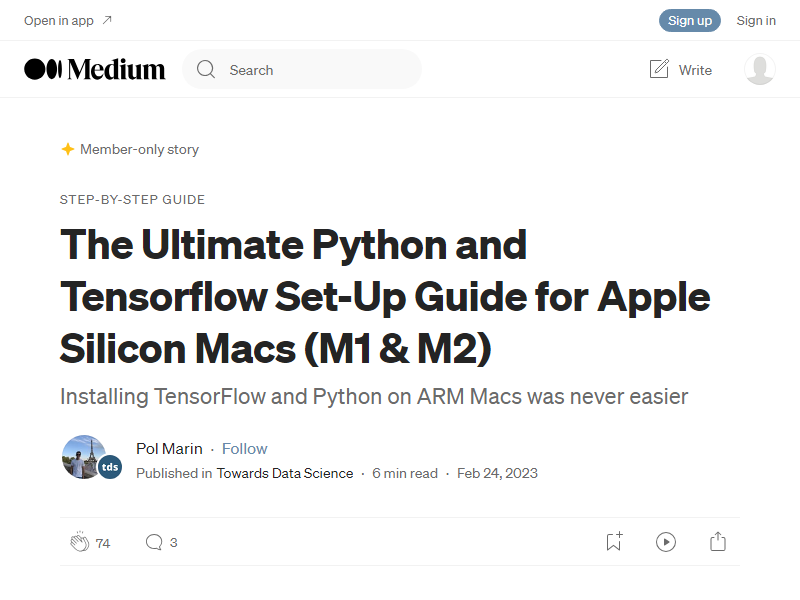 Open in app
Sign up
Sign in
Medium
Search
Write
Member-only story
STEP-BY-STEP GUIDE
The Ultimate Python and
Tensorflow Set-Up Guide for Apple
Silicon Macs (M1 & M2)
Installing TensorFlow and Python on ARM Macs was never easier
tds
Pol Marin · Follow
Published in Towards Data Science · 6 min read · Feb 24, 2023
74
3